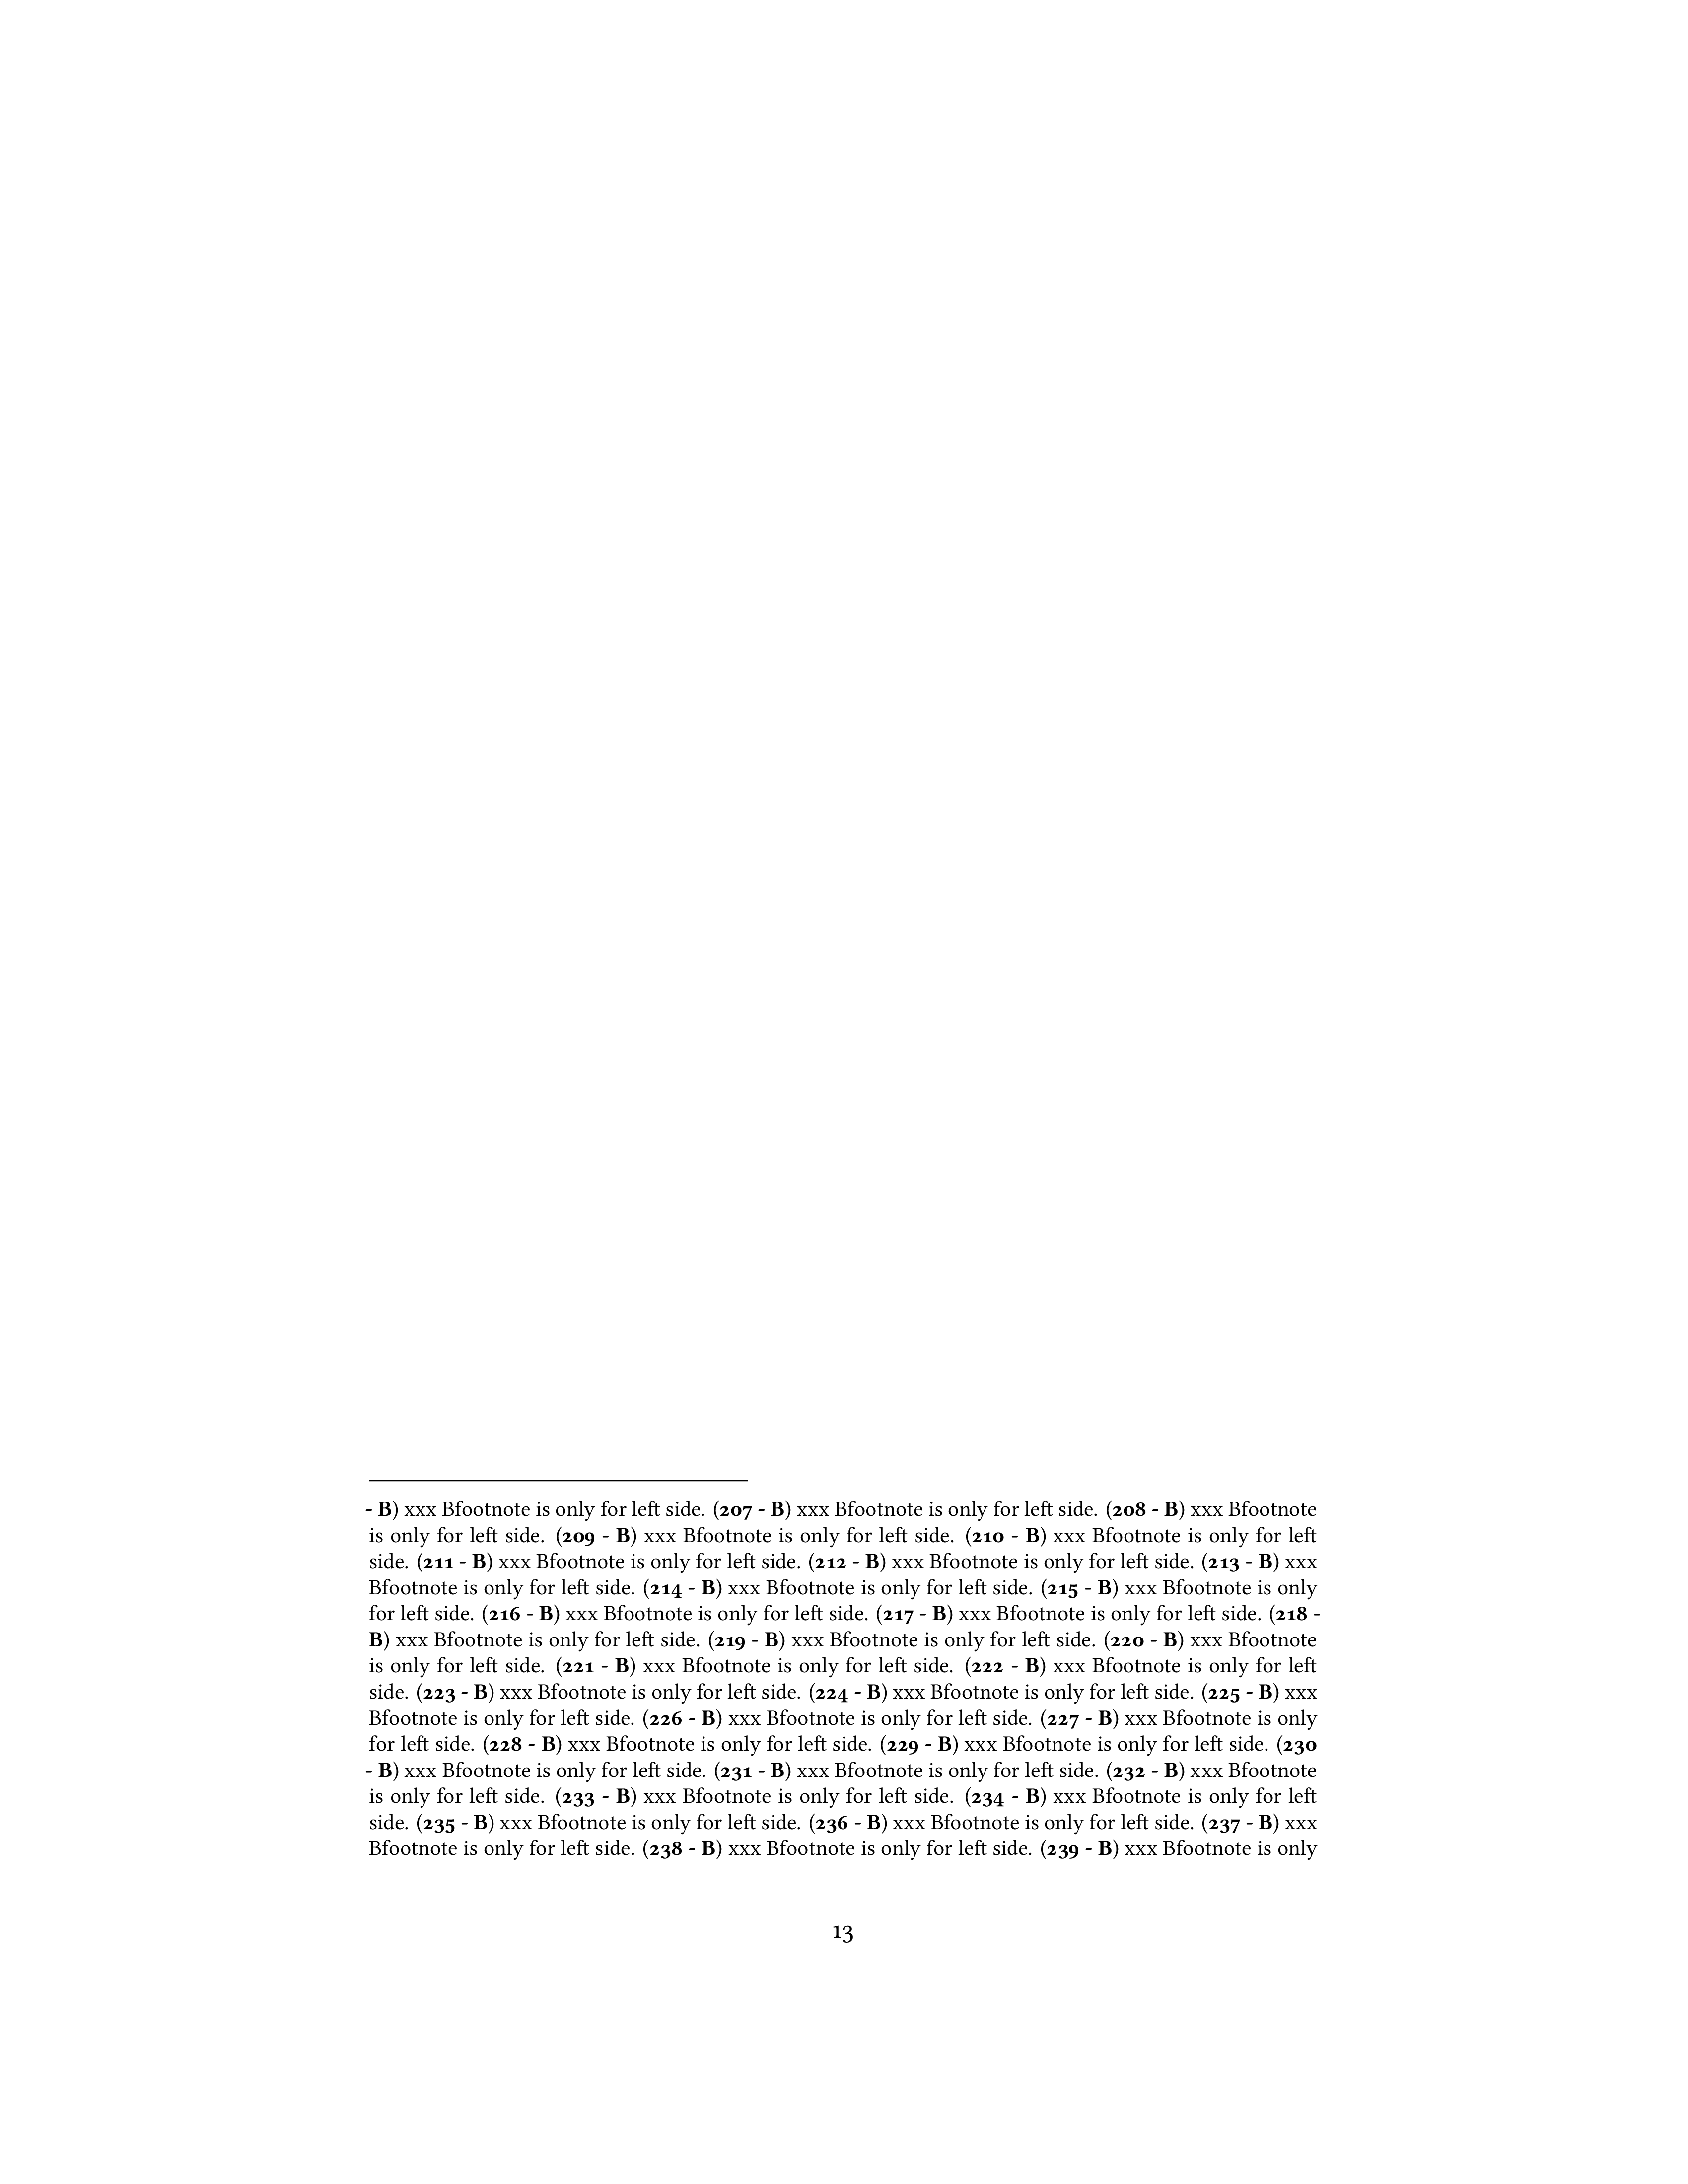 - B) xxx Bfootnote is only for left side. (207 - B) xxx Bfootnote is only for left side. (208 - B) xxx Bfootnote
is only for left side. (209 - B) xxx Bfootnote is only for left side. (210 - B) xxx Bfootnote is only for left
side. (211 - B) xxx Bfootnote is only for left side. (212 - B) xxx Bfootnote is only for left side. (213 - B) xxx
Bfootnote is only for left side. (214 - B) xxx Bfootnote is only for left side. (215 - B) xxx Bfootnote is only
for left side. (216 - B) xxx Bfootnote is only for left side. (217 - B) xxx Bfootnote is only for left side. (218 -
B) xxx Bfootnote is only for left side. (219 - B) xxx Bfootnote is only for left side. (220 - B) xxx Bfootnote
is only for left side. (221 - B) xxx Bfootnote is only for left side. (222 - B) xxx Bfootnote is only for left
side. (223 - B) xxx Bfootnote is only for left side. (224 - B) xxx Bfootnote is only for left side. (225 - B) xxx
Bfootnote is only for left side. (226 - B) xxx Bfootnote is only for left side. (227 - B) xxx Bfootnote is only
for left side. (228 - B) xxx Bfootnote is only for left side. (229 - B) xxx Bfootnote is only for left side. (230
- B) xxx Bfootnote is only for left side. (231 - B) xxx Bfootnote is only for left side. (232 - B) xxx Bfootnote
is only for left side. (233 - B) xxx Bfootnote is only for left side. (234 - B) xxx Bfootnote is only for left
side. (235 - B) xxx Bfootnote is only for left side. (236 - B) xxx Bfootnote is only for left side. (237 - B) xxx
Bfootnote is only for left side. (238 - B) xxx Bfootnote is only for left side. (239 - B) xxx Bfootnote is only
13